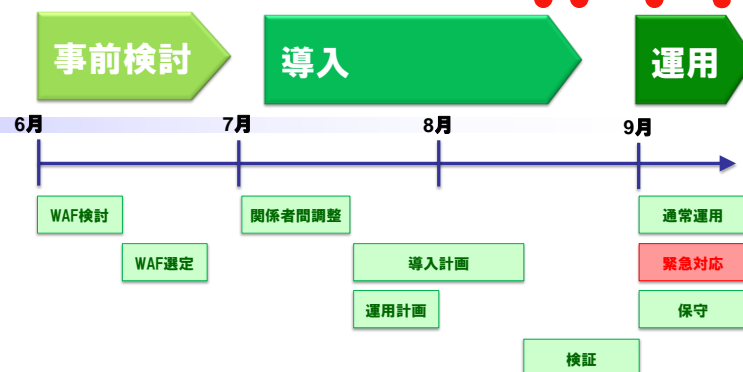 事前検討
導入
運用
6月
7月
8月
9月
WAF検討
関係者間調整
通常運用
WAF選定
導入計画
緊急対応
運用計画
保守
検証